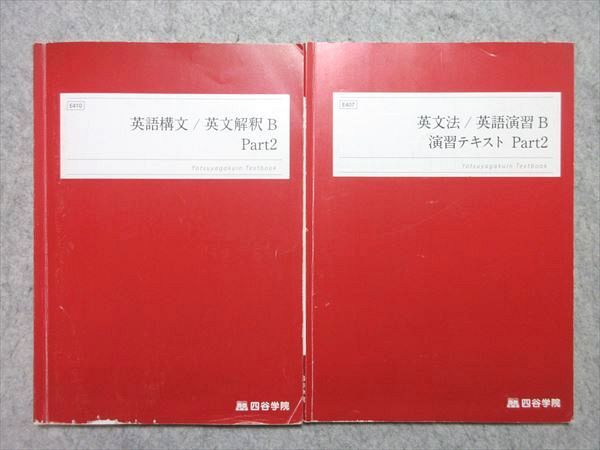 E410
英語構文 / 英文解釈 B
Part2
Yotsuyagakuin Textbook
四谷学院
E407
英文法 / 英語演習 B
演習テキスト Part2
Yotsuyagakuin Textbook
四谷学院